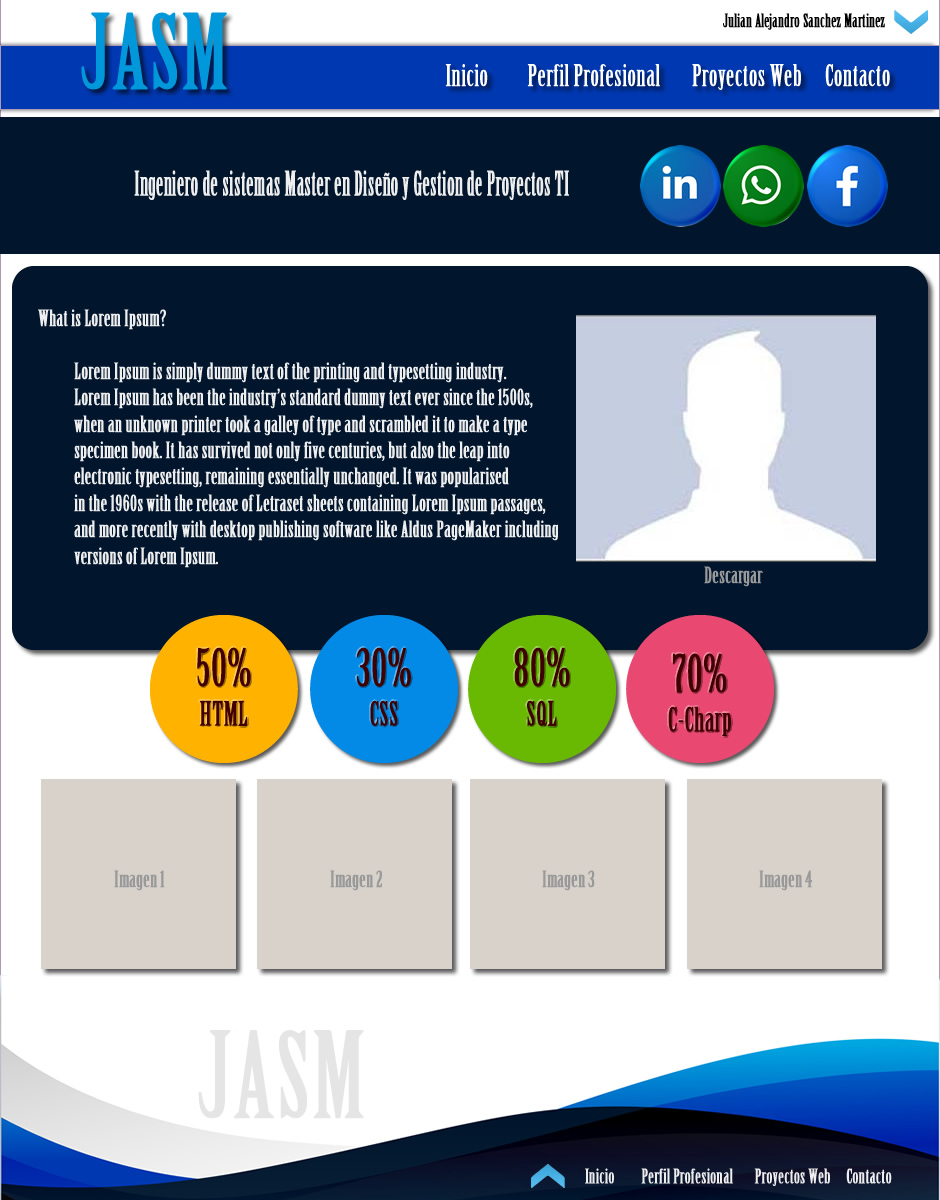 JASM
Julian Alejandro Sanchez Martinez
Inicio Perfil Profesional Proyectos Web Contacto
Ingeniero de sistemas Master en Diseño y Gestion de Proyectos TI
in
f
What is Lorem Ipsum?
Lorem Ipsum is simply dummy text of the printing and typesetting industry.
Lorem Ipsum has been the industry's standard dummy text ever since the 1500s,
when an unknown printer took a galley of type and scrambled it to make a type
specimen book. It has survived not only five centuries, but also the leap into
electronic typesetting, remaining essentially unchanged. It was popularised
in the 1960s with the release of Letraset sheets containing Lorem Ipsum passages,
and more recently with desktop publishing software like Aldus PageMaker including
versions of Lorem Ipsum.
Descargar
50%
HTML
30%
CSS
80%
SQL
70%
C-Charp
Imagen 1
Imagen 2
Imagen 3
Imagen 4
JASM
Inicio Perfil Profesional Proyectos Web Contacto